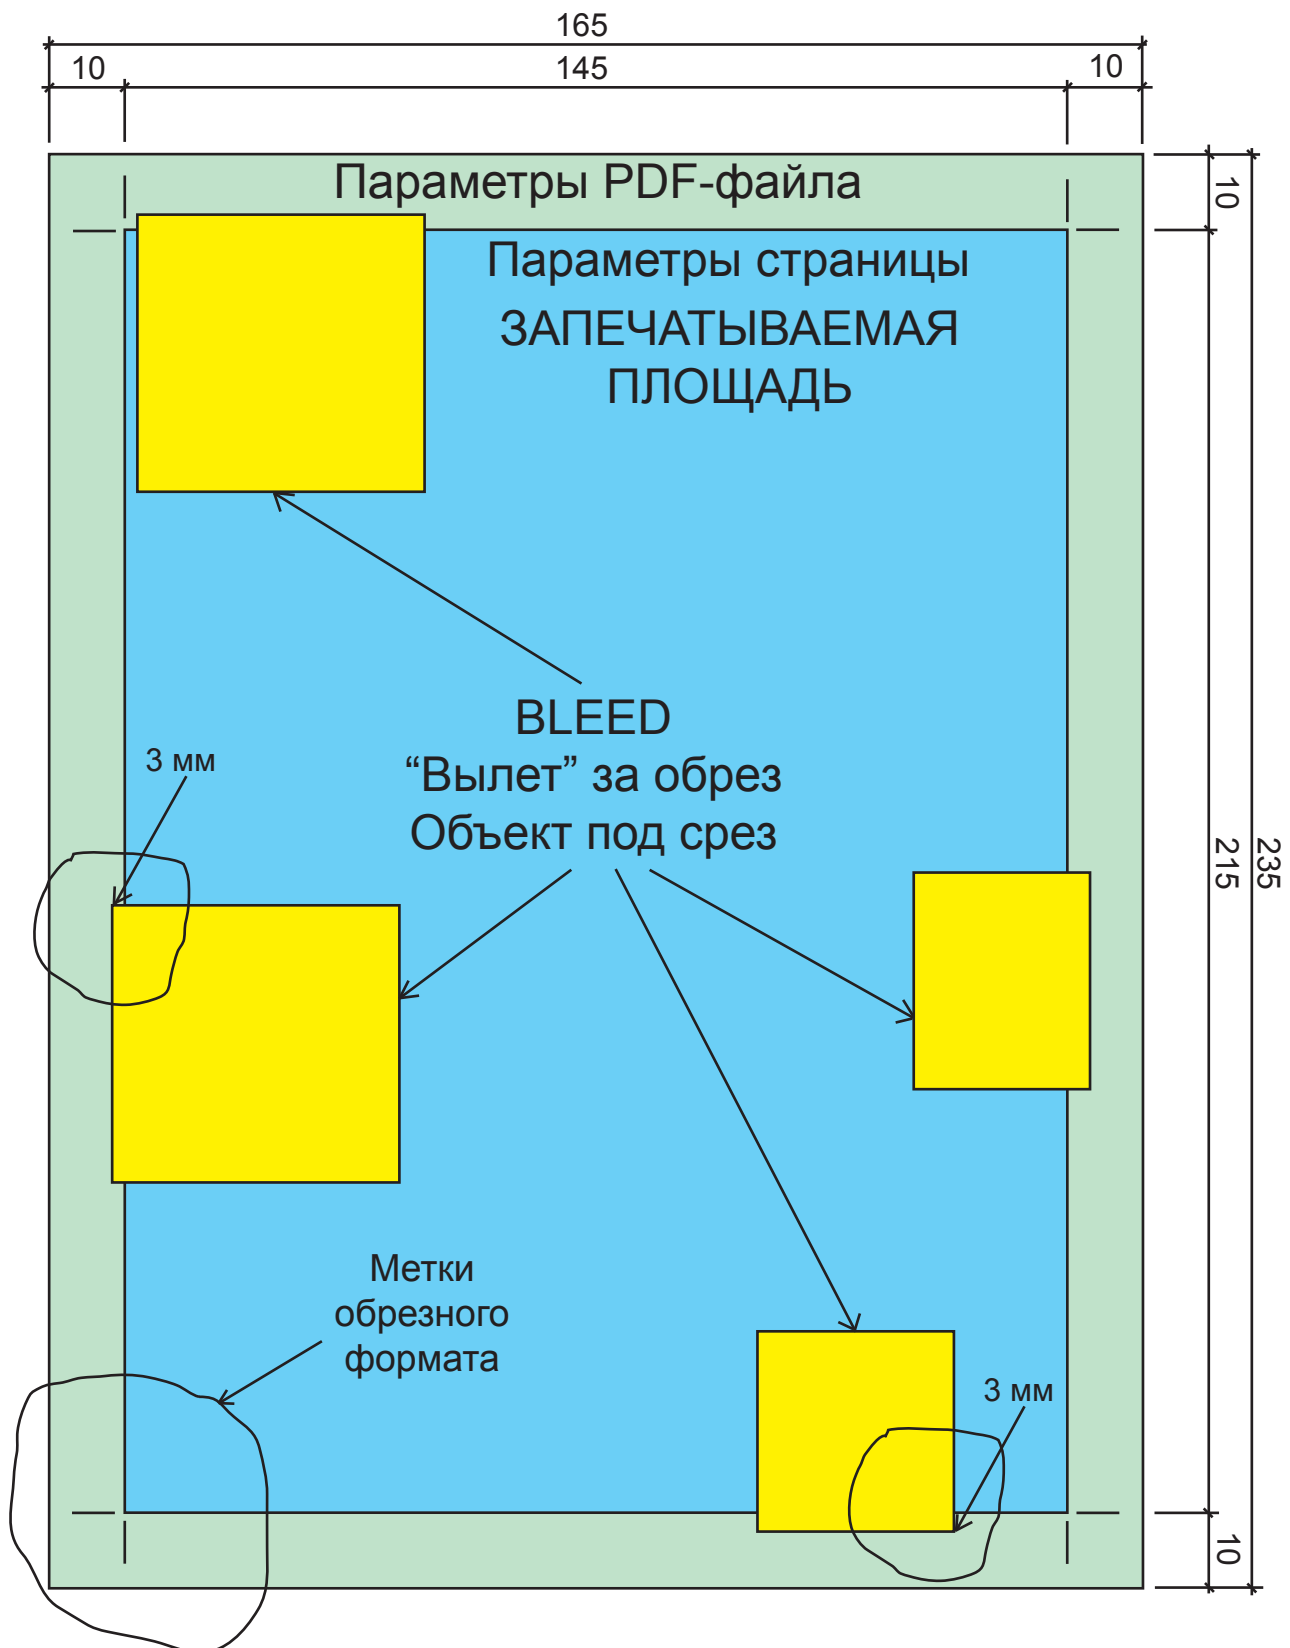 165
10
145
10
Параметры PDF-файла
10
Параметры страницы
ЗАПЕЧАТЫВАЕМАЯ
ПЛОЩАДЬ
BLEED
“Вылет” за обрез
Объект под срез
3 мм
215
235
Метки
обрезного
формата
3 мм
10